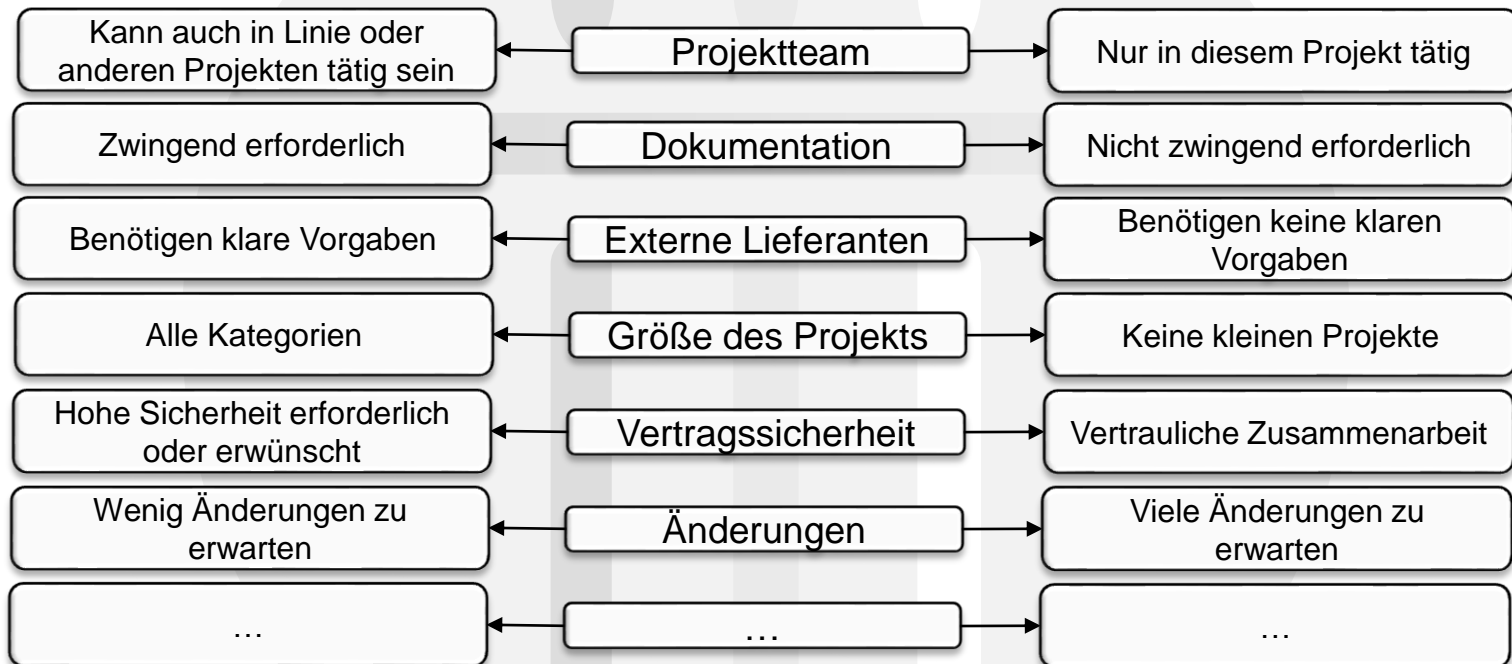 Kann auch in Linie oder
anderen Projekten tätig sein
Projektteam
Nur in diesem Projekt tätig
Zwingend erforderlich
Dokumentation
Nicht zwingend erforderlich
Benötigen klare Vorgaben
Externe Lieferanten
Benötigen keine klaren
Vorgaben
Alle Kategorien
Größe des Projekts
Keine kleinen Projekte
Hohe Sicherheit erforderlich
oder erwünscht
Vertragssicherheit
Vertrauliche Zusammenarbeit
Wenig Änderungen zu
erwarten
Änderungen
Viele Änderungen zu
erwarten
…
…
…